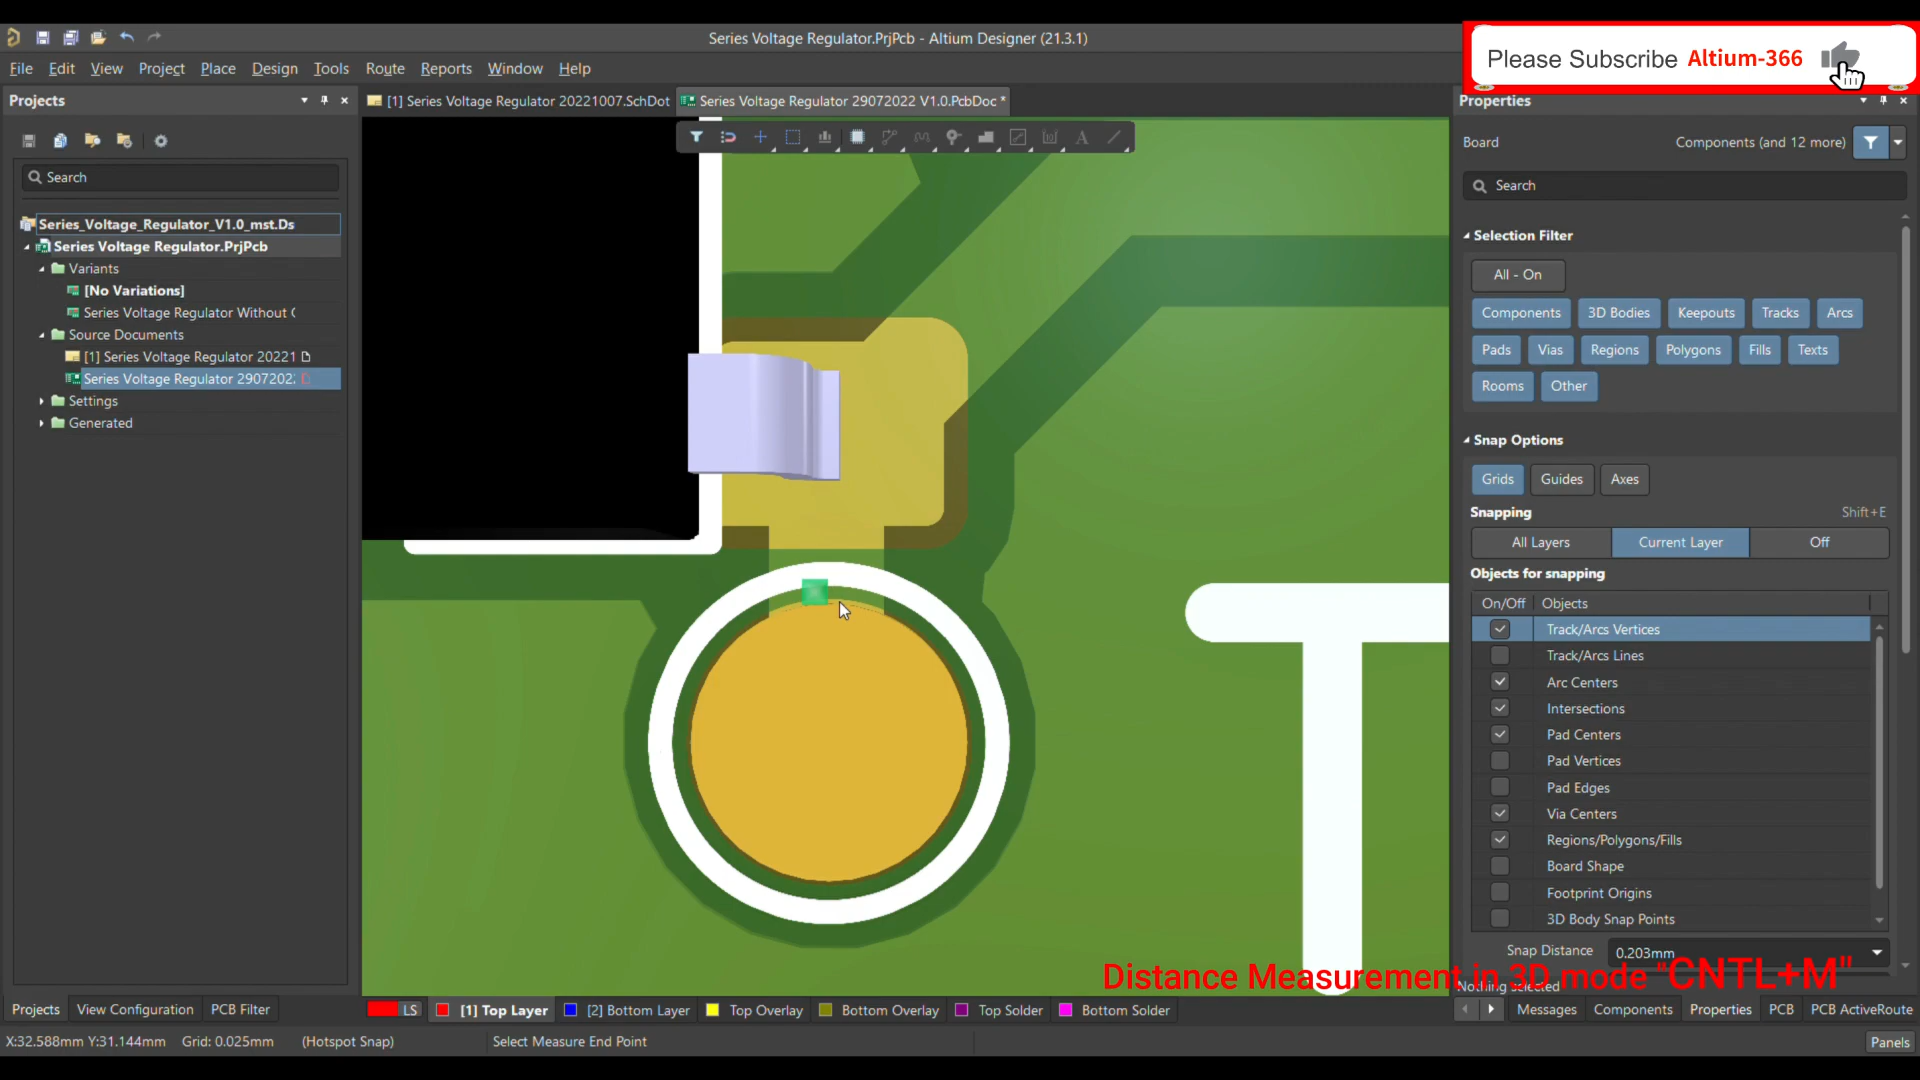 Series Voltage Regulator.PrjPcb - Altium Designer (21.3.1)
Please Subscribe Altium-366
File Edit View Project Place Design Tools Route Reports Window Help
Projects
[1] Series Voltage Regulator 20221007.SchDot
Series Voltage Regulator 29072022 V1.0.PcbDoc *
Properties
Board
Components (and 12 more)
Search
Search
Series_Voltage_Regulator_V1.0_mst.Ds
Series Voltage Regulator.PrjPcb
Variants
[No Variations]
Series Voltage Regulator Without C
Source Documents
[1] Series Voltage Regulator 20221
Series Voltage Regulator 2907202
Settings
Generated
Selection Filter
All - On
Components 3D Bodies Keepouts Tracks Arcs
Pads Vias Regions Polygons Fills Texts
Rooms Other
Snap Options
Grids Guides Axes
Snapping Shift+E
All Layers Current Layer Off
Objects for snapping
On/Off Objects
Track/Arcs Vertices
Track/Arcs Lines
Arc Centers
Intersections
Pad Centers
Pad Vertices
Pad Edges
Via Centers
Regions/Polygons/Fills
Board Shape
Footprint Origins
3D Body Snap Points
Snap Distance 0.203mm
Distance Measurement in 3D mode "CNTL+M"
Nothing selected
Projects View Configuration PCB Filter
LS [1] Top Layer [2] Bottom Layer Top Overlay Bottom Overlay Top Solder Bottom Solder
Messages Components Properties PCB PCB ActiveRoute
X:32.588mm Y:31.144mm Grid: 0.025mm (Hotspot Snap) Select Measure End Point
Panels